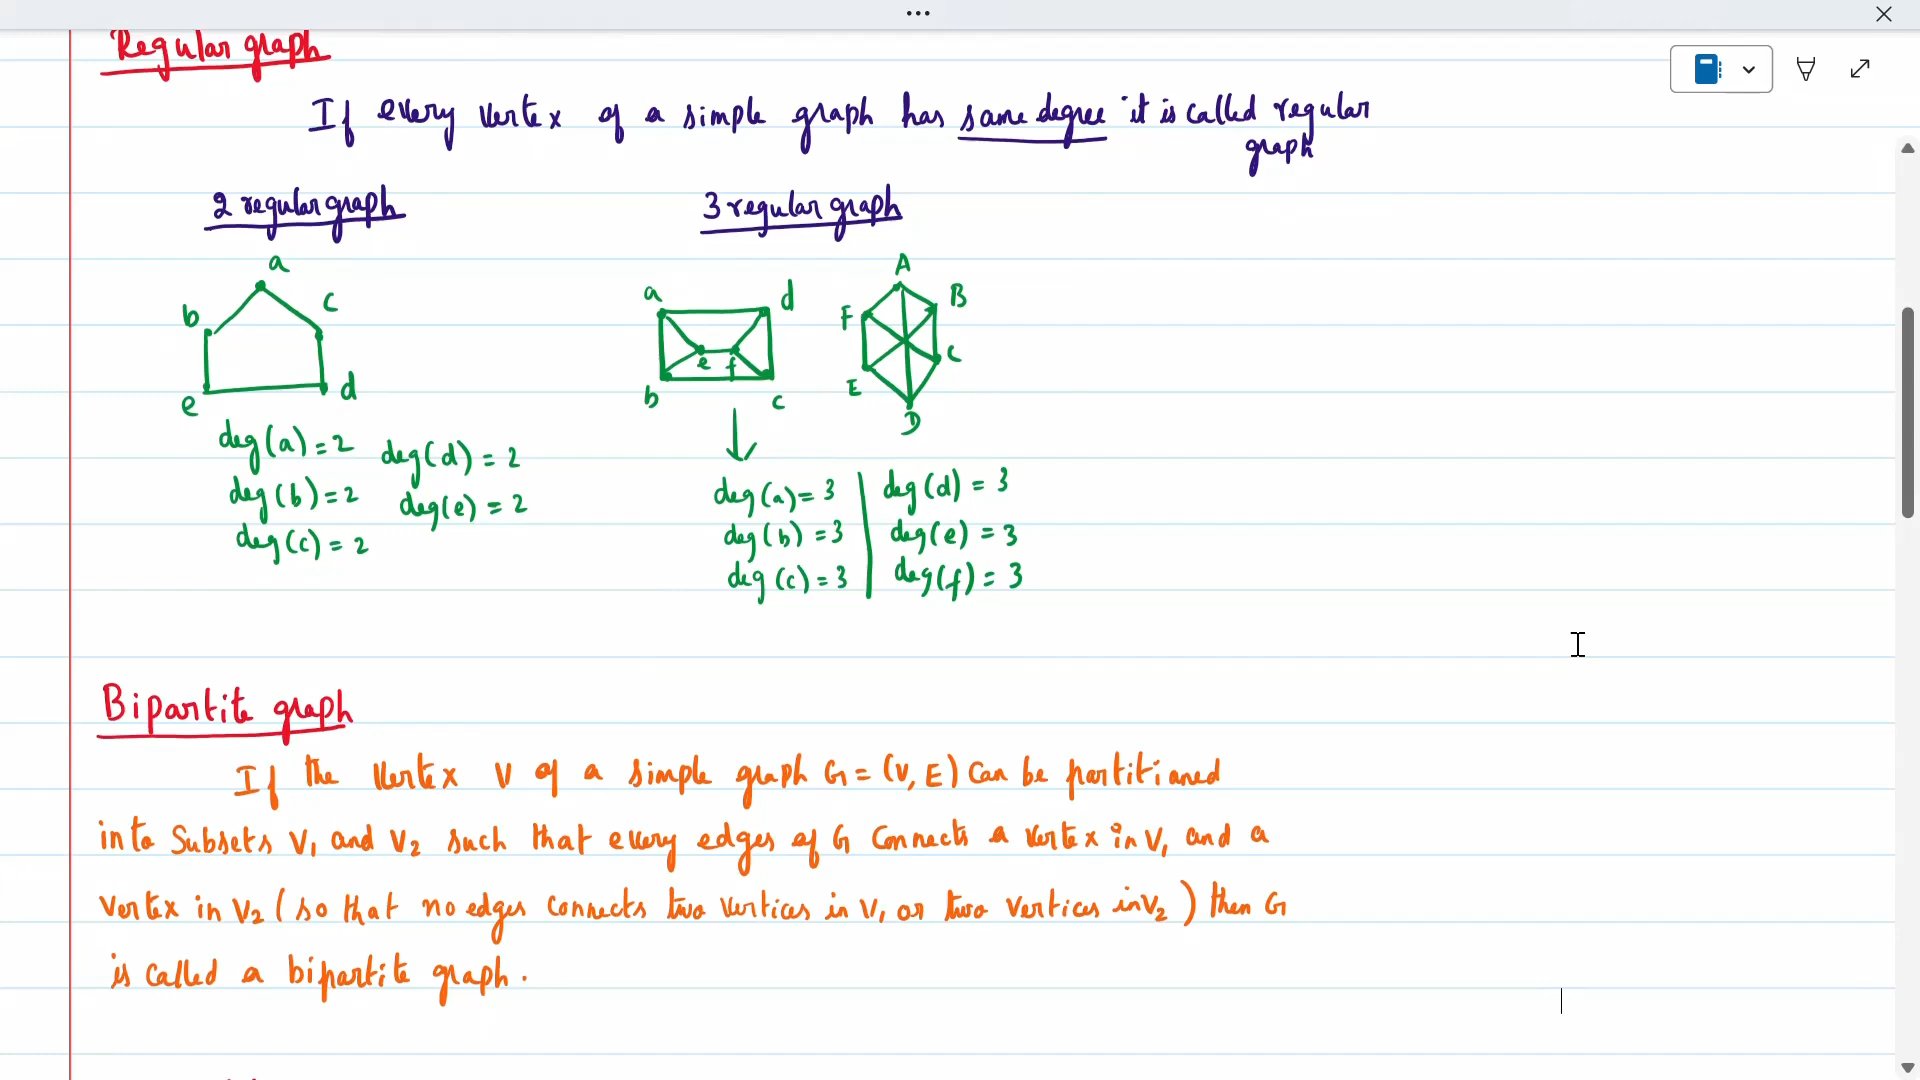 Regular graph
If every vertex of a simple graph has same degree it is called regular
graph
2 regular graph
3 regular graph
a
b
c
e
d
a
d
e
f
b
c
A
F
B
C
E
D
deg(a) = 2
deg(d) = 2
deg(b) = 2
deg(e) = 2
deg(c) = 2
deg(a) = 3
deg(d) = 3
deg(b) = 3
deg(e) = 3
deg(c) = 3
deg(f) = 3
Bipartite graph
If the vertex V of a simple graph G = (V, E) can be partitioned
into Subsets V₁ and V₂ such that every edges of G Connects a vertex in V₁ and a
vertex in V₂ (so that no edges connects two vertices in V₁ or two vertices in V₂) then G
is called a bipartite graph.